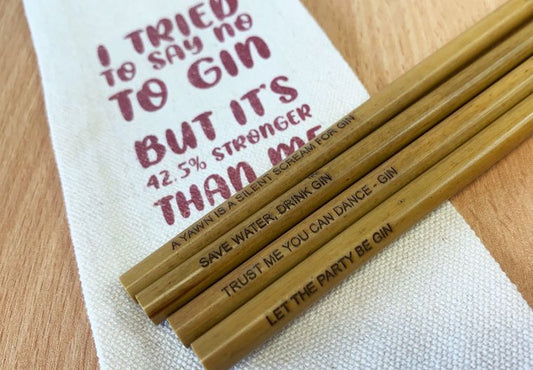 I TRIED
TO SAY NO
TO GIN
BUT IT'S
42.5% STRONGER
THAN ME
A YAWN IS A SILENT SCREAM FOR GIN
SAVE WATER, DRINK GIN
TRUST ME YOU CAN DANCE - GIN
LET THE PARTY BE GIN